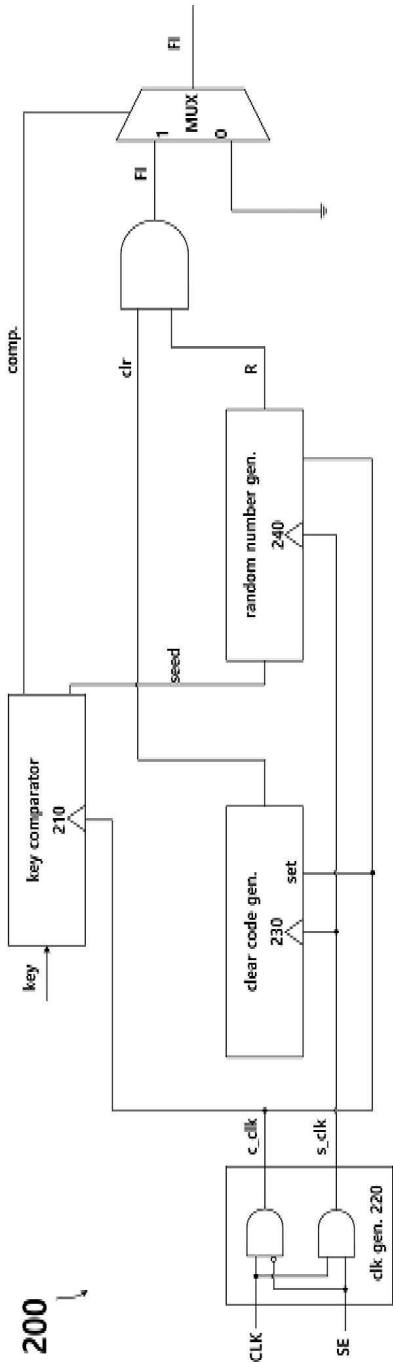 200
key
key comparator
210
comp.
seed
clr
FI
1
MUX
0
FI
R
clear code gen.
230
set
random number gen.
240
c_clk
s_clk
CLK
SE
clk gen. 220